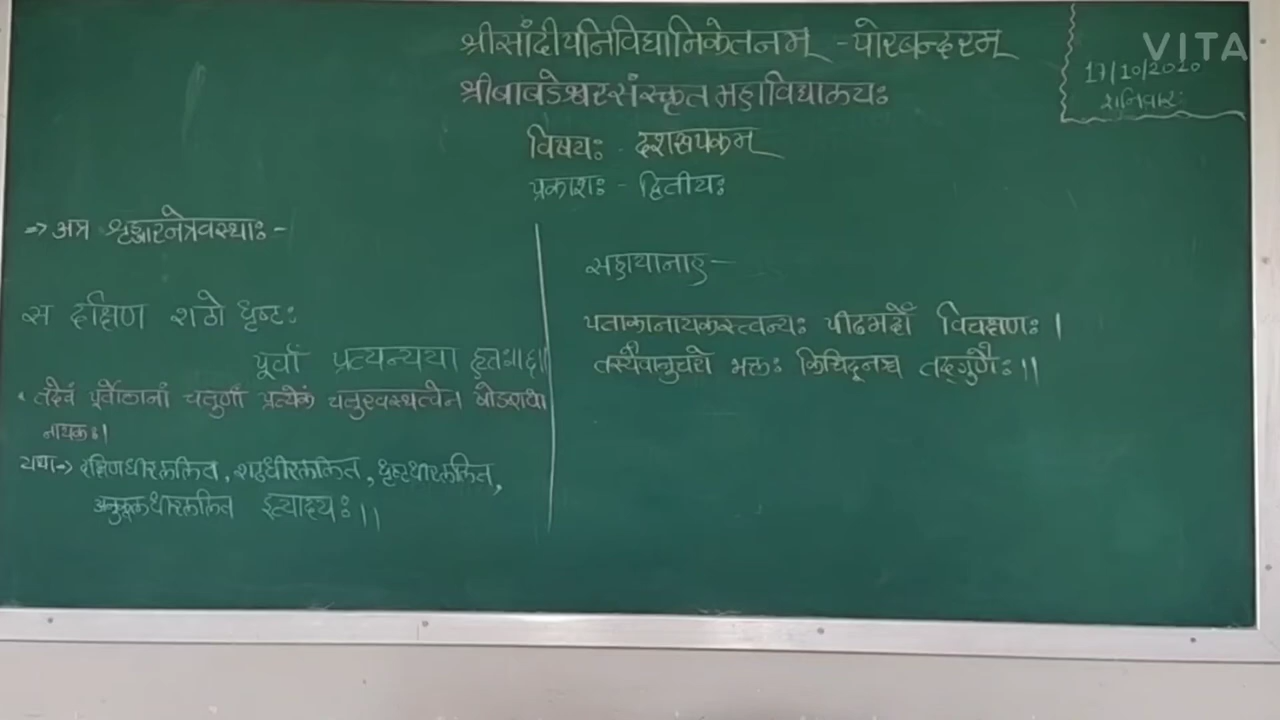 श्रीसांदीपनिविद्यानिकेतनम् - पोरबन्दरम्
श्रीबाबडेश्वरसंस्कृतमहाविद्यालयः
विषयः - दशरूपकम्
प्रकाशः - द्वितीयः
VITA
17/10/2020
शनिवारः
=> अत्र शृङ्गारनेत्रवस्थाः -
स दक्षिण शठो धृष्टः
पूर्वां प्रत्यन्यया हृतः॥६॥
तदेवं पूर्वोक्तानां चतुर्णां प्रत्येकं चतुरवस्थत्वेन षोडशधा
नायकः।
यथा-> दक्षिणधीरललित, शठधीरललित, धृष्टधीरललित,
अनुकूलधीरललित इत्यादयः।।
सहायानाह -
पताकानायकस्त्वन्यः पीठमर्दो विचक्षणः।
तस्यैवानुचरो भक्तः किंचिदूनश्च तद्गुणैः।।